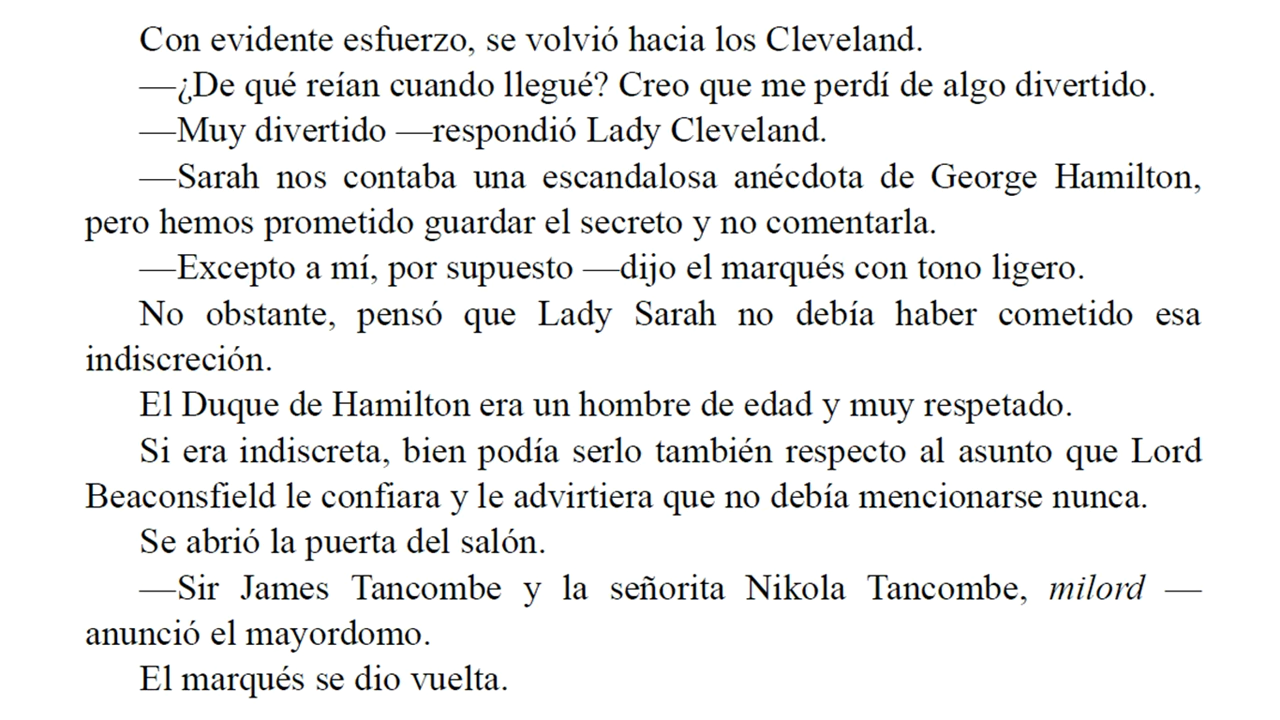 Con evidente esfuerzo, se volvió hacia los Cleveland.
—¿De qué reían cuando llegué? Creo que me perdí de algo divertido.
—Muy divertido —respondió Lady Cleveland.
—Sarah nos contaba una escandalosa anécdota de George Hamilton,
pero hemos prometido guardar el secreto y no comentarla.
—Excepto a mí, por supuesto —dijo el marqués con tono ligero.
No obstante, pensó que Lady Sarah no debía haber cometido esa
indiscreción.
El Duque de Hamilton era un hombre de edad y muy respetado.
Si era indiscreta, bien podía serlo también respecto al asunto que Lord
Beaconsfield le confiara y le advirtiera que no debía mencionarse nunca.
Se abrió la puerta del salón.
—Sir James Tancombe y la señorita Nikola Tancombe, milord —
anunció el mayordomo.
El marqués se dio vuelta.